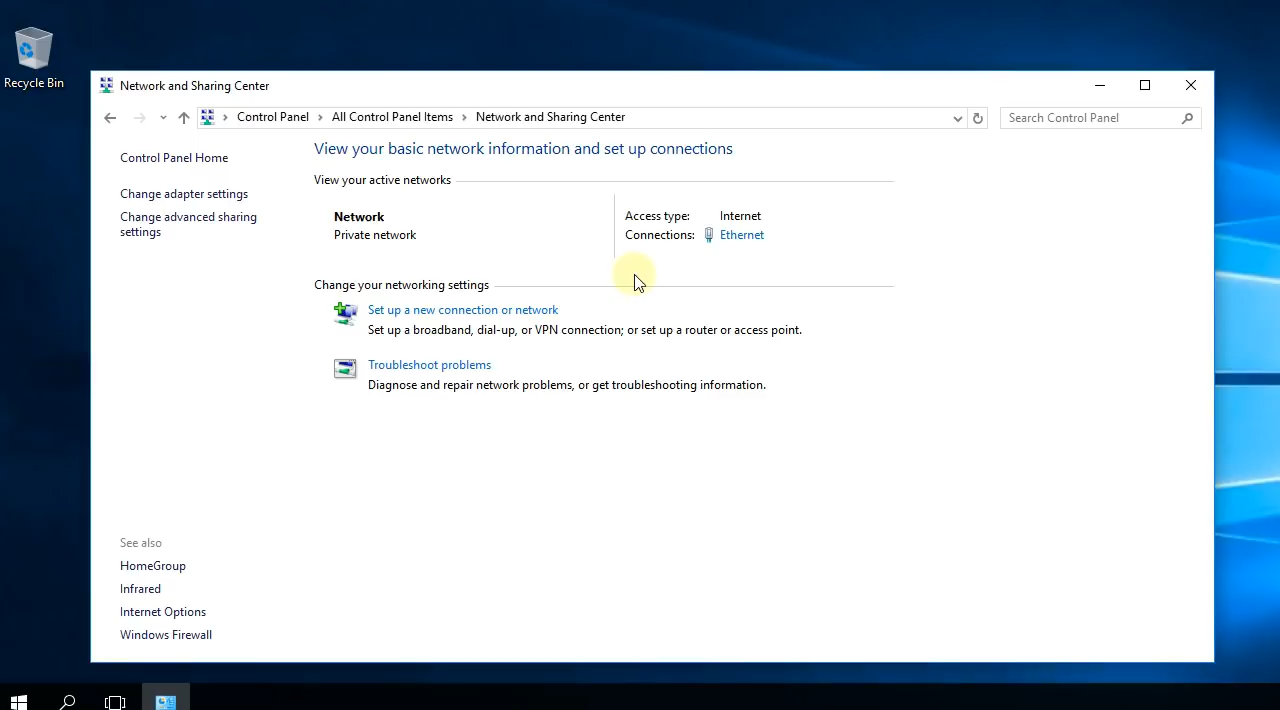 Recycle Bin
Network and Sharing Center
Control Panel > All Control Panel Items > Network and Sharing Center
Search Control Panel
Control Panel Home
Change adapter settings
Change advanced sharing
settings
View your basic network information and set up connections
View your active networks
Network
Private network
Access type: Internet
Connections: Ethernet
Change your networking settings
Set up a new connection or network
Set up a broadband, dial-up, or VPN connection; or set up a router or access point.
Troubleshoot problems
Diagnose and repair network problems, or get troubleshooting information.
See also
HomeGroup
Infrared
Internet Options
Windows Firewall